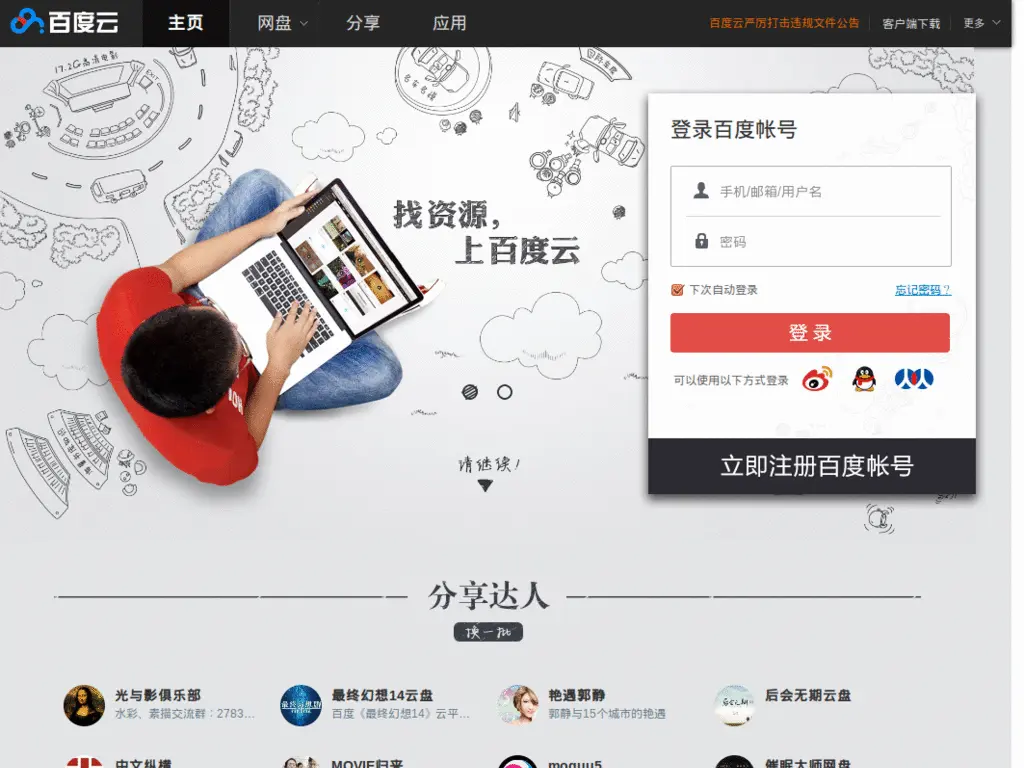 百度云
主页
网盘
分享
应用
百度云严厉打击违规文件公告
客户端下载
更多
17.2G高清电影
EXIT
找资源，
上百度云
请继续！
登录百度帐号
手机/邮箱/用户名
密码
下次自动登录
忘记密码？
登录
可以使用以下方式登录
立即注册百度帐号
分享达人
换一批
光与影俱乐部
水彩、素描交流群：2783...
最终幻想14云盘
百度《最终幻想14》云平...
艳遇郭静
郭静与15个城市的艳遇
后会无期云盘
中文纵横
MOVIE归来
moguu5
催眠大师网盘